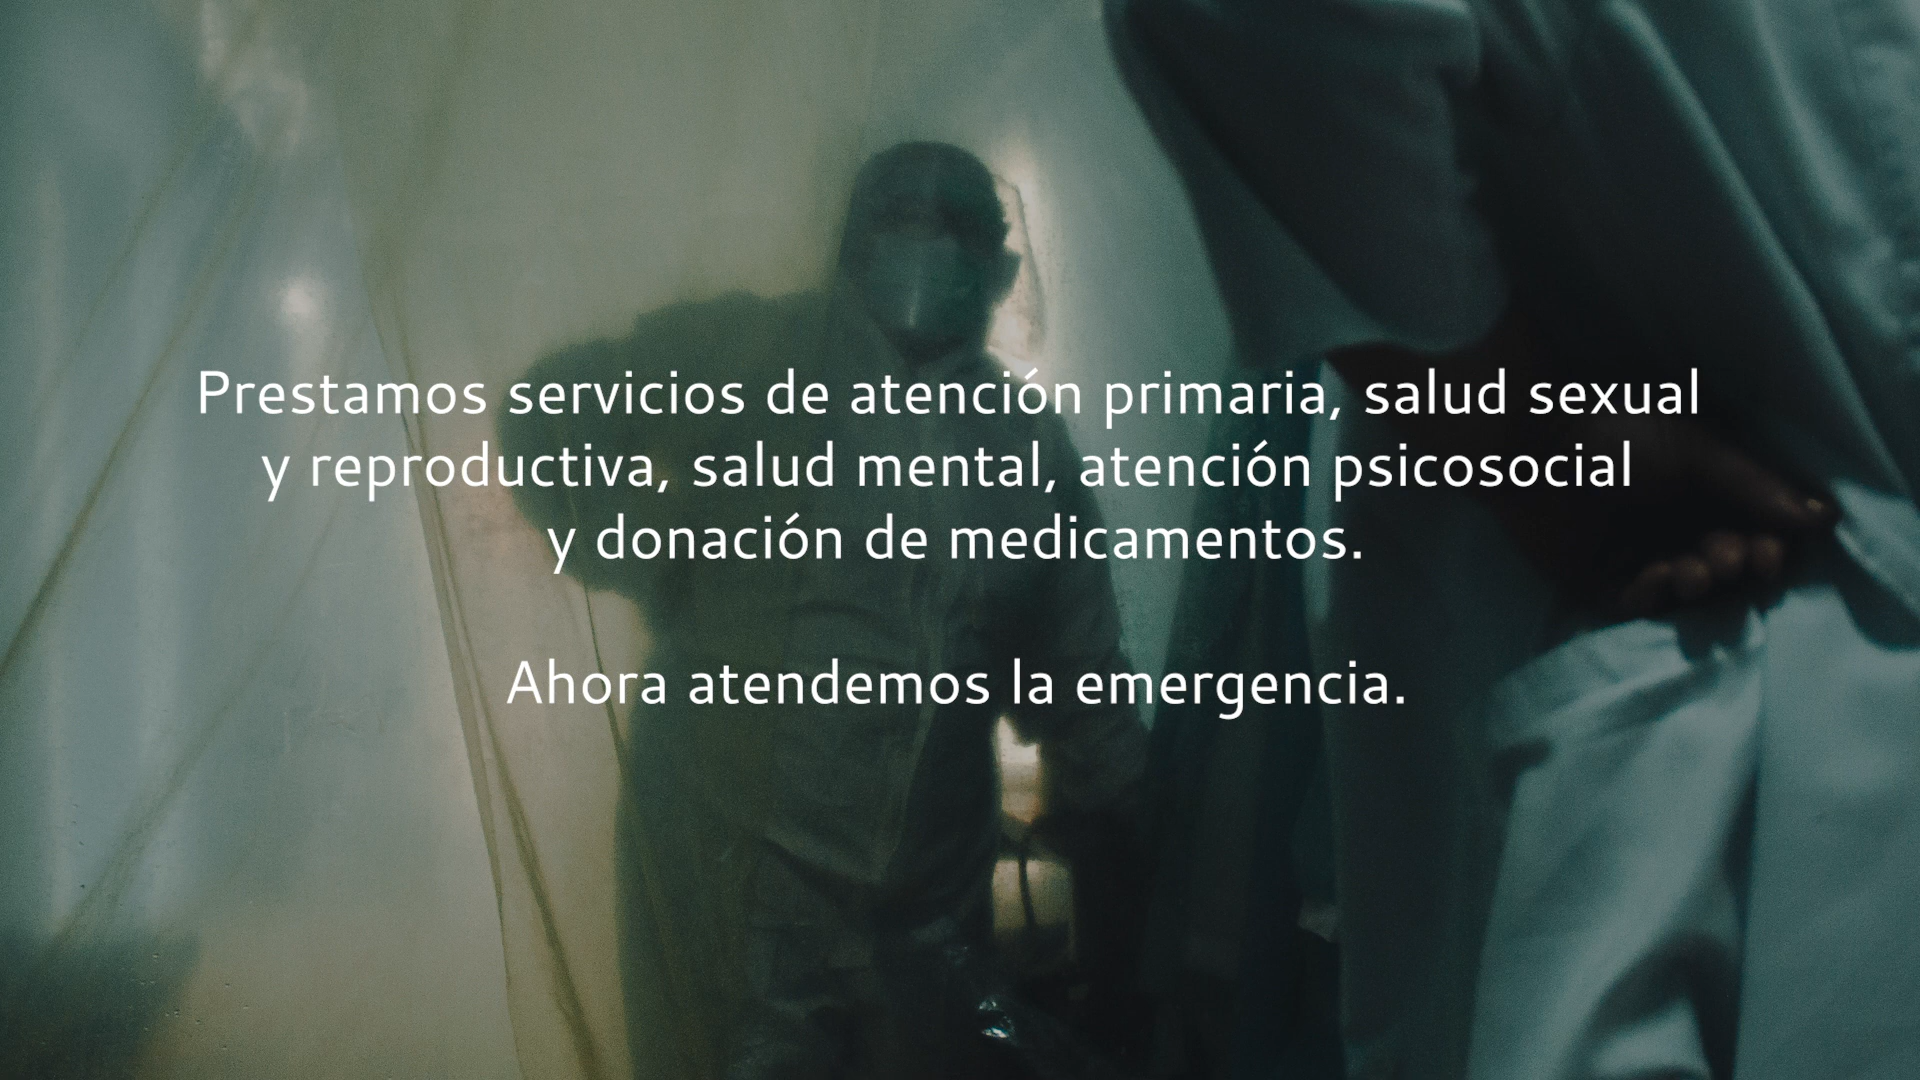 Prestamos servicios de atención primaria, salud sexual
y reproductiva, salud mental, atención psicosocial
y donación de medicamentos.
Ahora atendemos la emergencia.